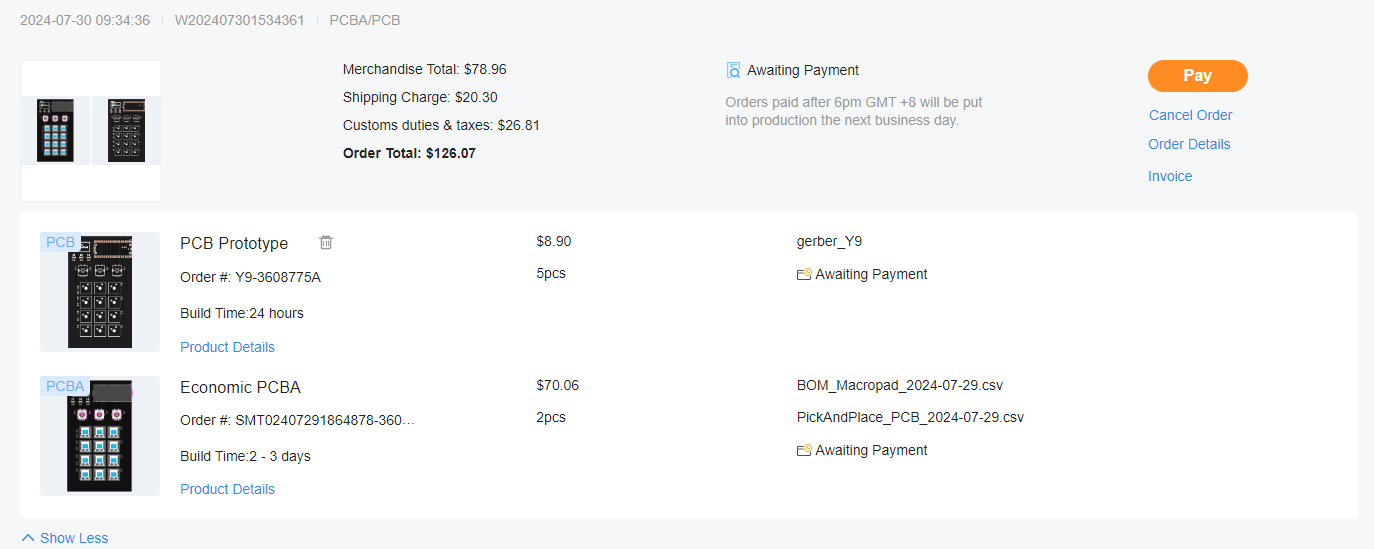 2024-07-30 09:34:36 | W202407301534361 | PCBA/PCB
Merchandise Total: $78.96
Shipping Charge: $20.30
Customs duties & taxes: $26.81
Order Total: $126.07
Awaiting Payment
Orders paid after 6pm GMT +8 will be put
into production the next business day.
Pay
Cancel Order
Order Details
Invoice
PCB
PCB Prototype
Order #: Y9-3608775A
Build Time:24 hours
Product Details
$8.90
5pcs
gerber_Y9
Awaiting Payment
PCBA
Economic PCBA
Order #: SMT02407291864878-360…
Build Time:2 - 3 days
Product Details
$70.06
2pcs
BOM_Macropad_2024-07-29.csv
PickAndPlace_PCB_2024-07-29.csv
Awaiting Payment
Show Less